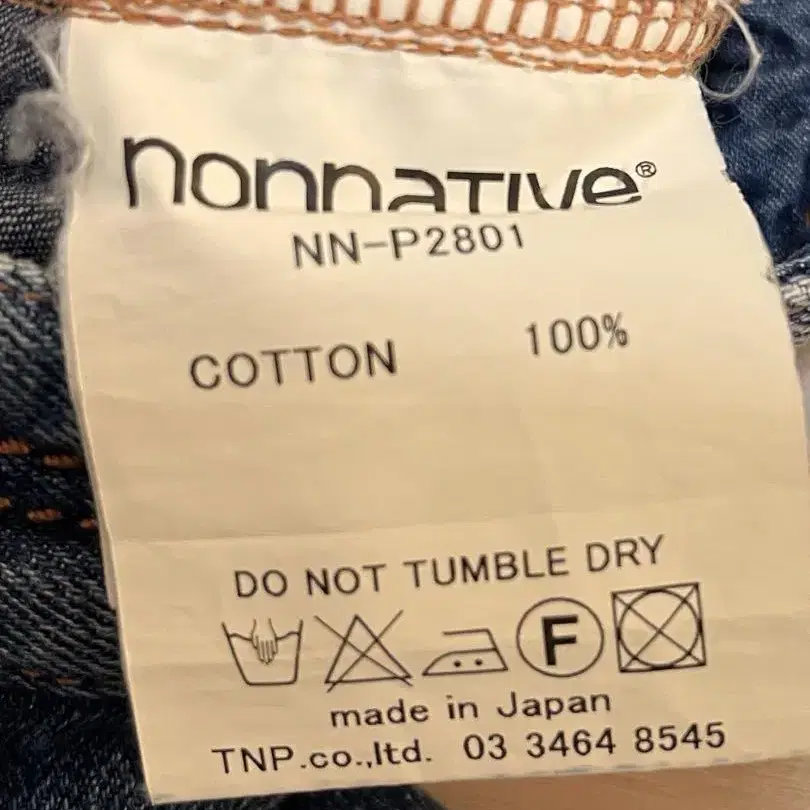 nonnative®
NN-P2801
COTTON 100%
DO NOT TUMBLE DRY
F
made in Japan
TNP.co.,ltd. 03 3464 8545